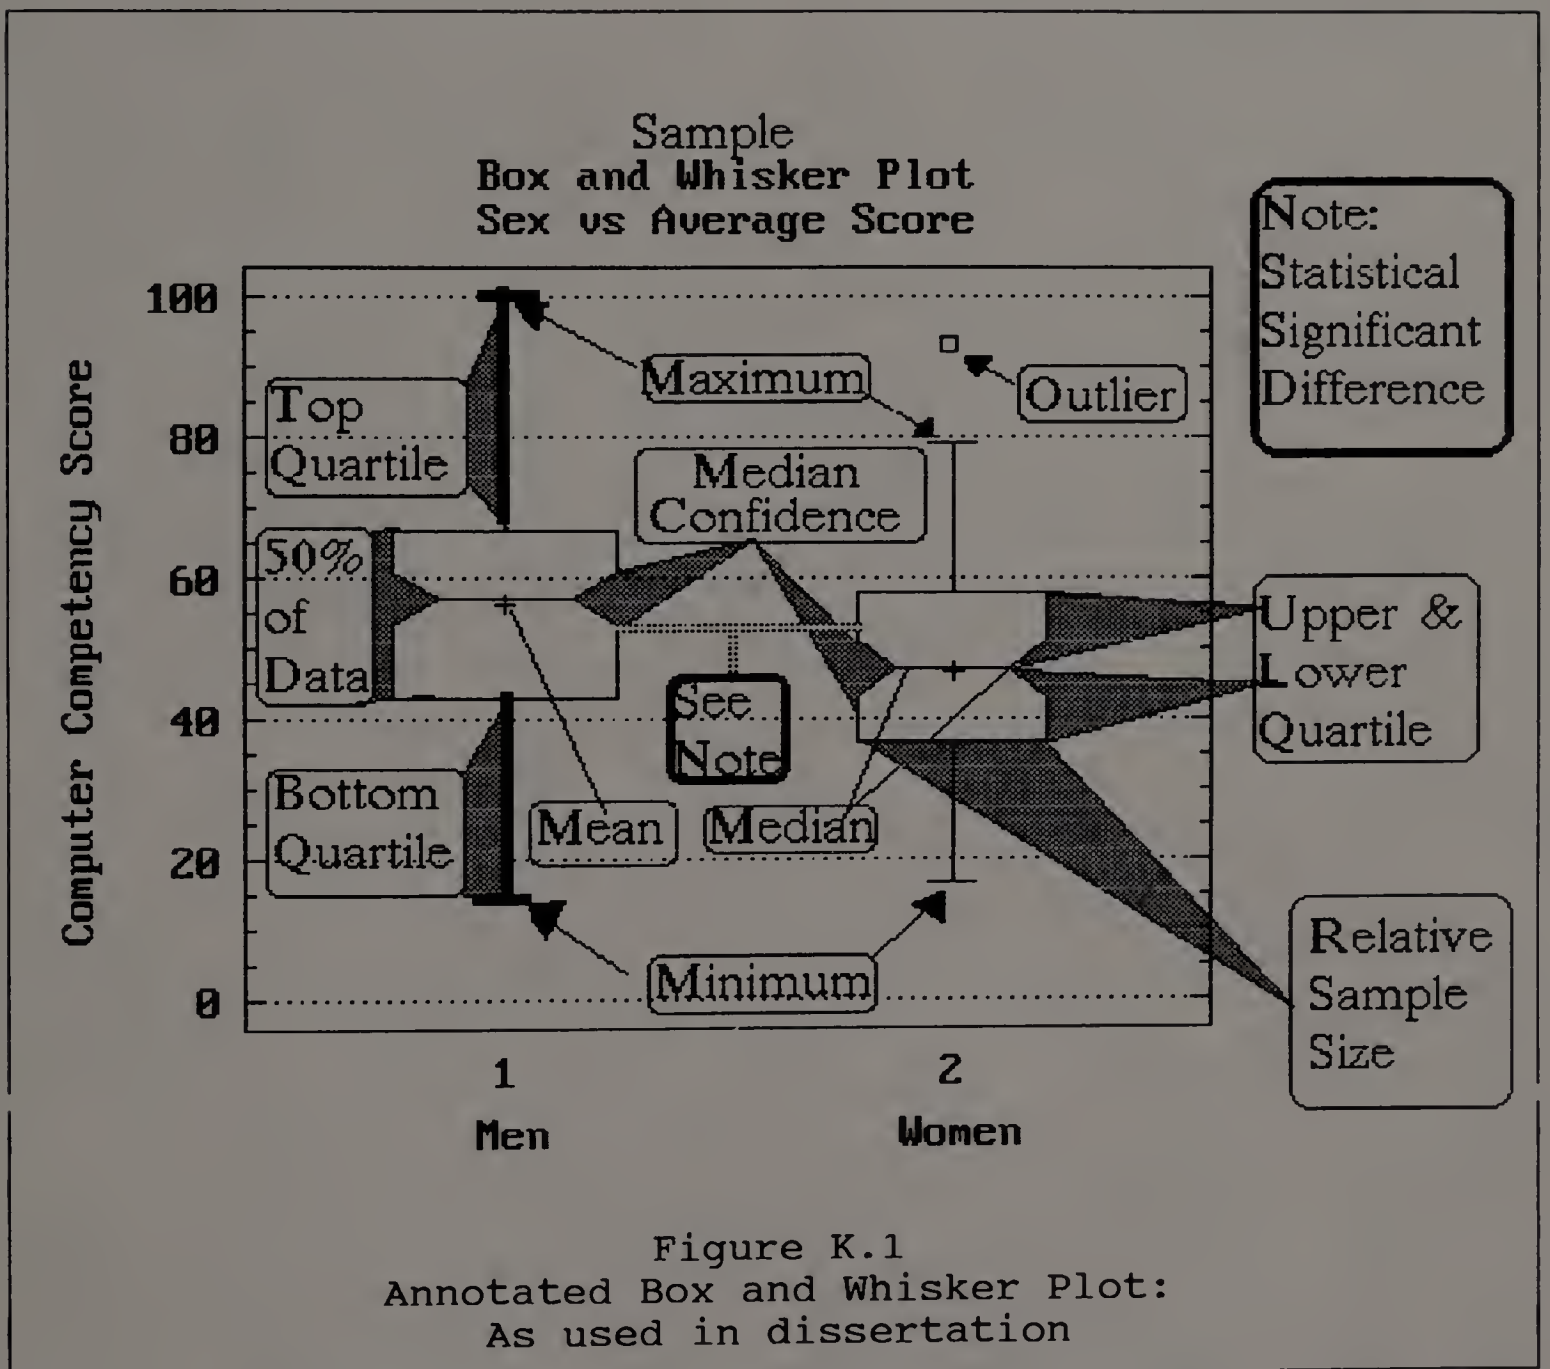 Sample
Box and Whisker Plot
Sex vs Average Score
Note:
Statistical
Significant
Difference
Computer Competency Score
100
80
60
40
20
0
Top
Quartile
Maximum
Outlier
Median
Confidence
50%
of
Data
Upper &
Lower
Quartile
See
Note
Bottom
Quartile
Mean
Median
Minimum
Relative
Sample
Size
1
2
Men
Women
Figure K.1
Annotated Box and Whisker Plot:
As used in dissertation